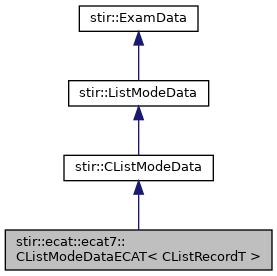 stir::ExamData
stir::ListModeData
stir::CListModeData
stir::ecat::ecat7::
CListModeDataECAT< CListRecordT >